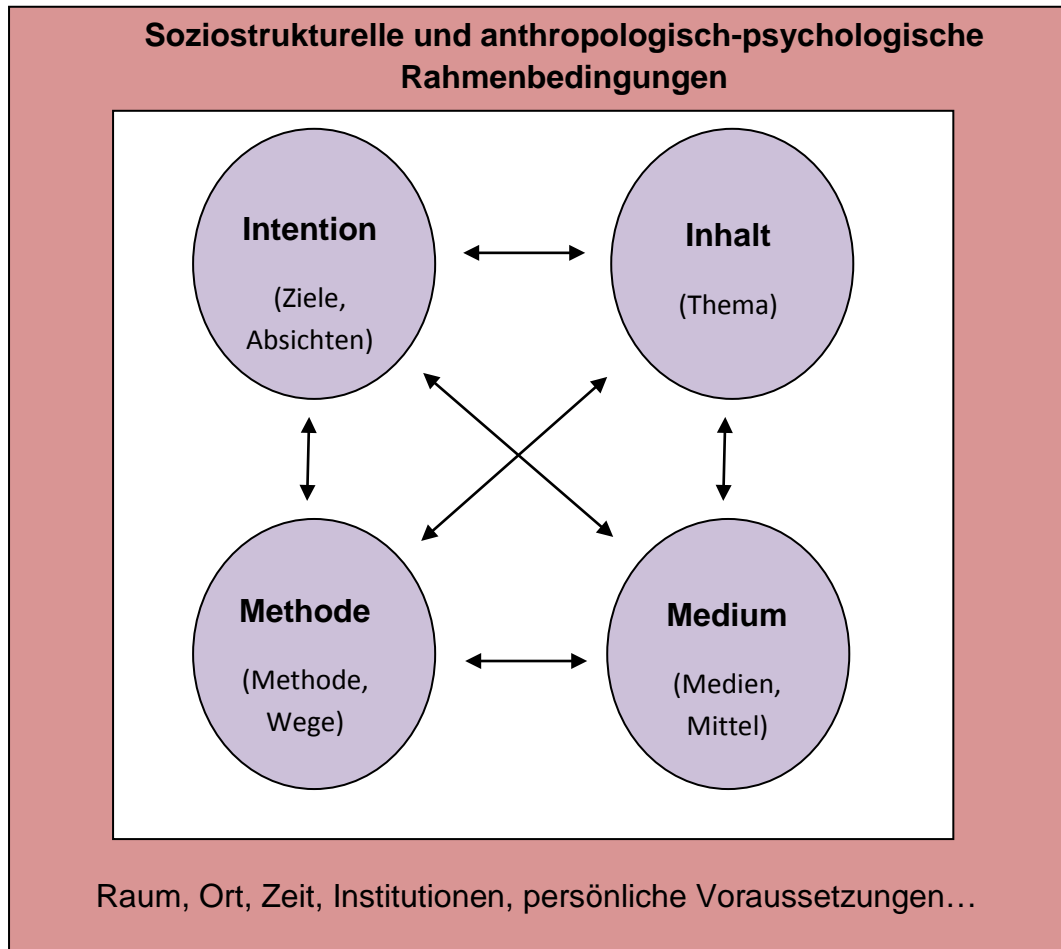 Soziostrukturelle und anthropologisch-psychologische
Rahmenbedingungen
Intention
(Ziele,
Absichten)
Inhalt
(Thema)
Methode
(Methode,
Wege)
Medium
(Medien,
Mittel)
Raum, Ort, Zeit, Institutionen, persönliche Voraussetzungen…